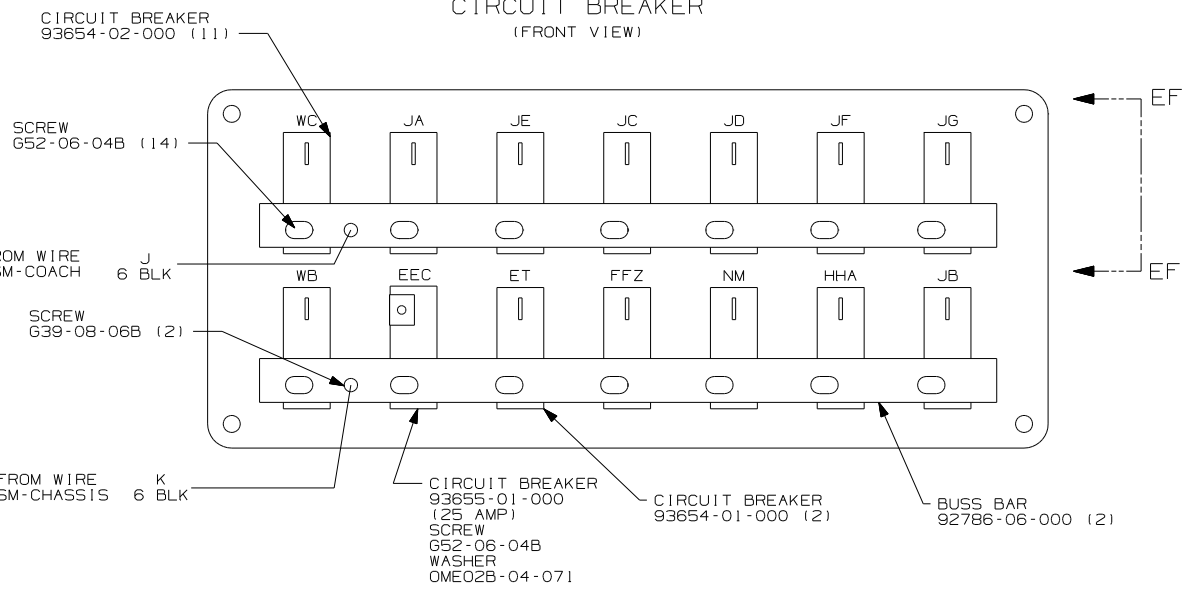 CIRCUIT BREAKER
(FRONT VIEW)
CIRCUIT BREAKER
93654-02-000 (11)
EF
SCREW
G52-06-04B (14)
WC JA JE JC JD JF JG
WIRE J
6 BLK
EF
WB EEC ET FFZ NM HHA JB
SCREW
G39-08-06B (2)
FROM WIRE K
SM-CHASSIS 6 BLK
CIRCUIT BREAKER
93655-01-000
(25 AMP)
SCREW
G52-06-04B
WASHER
OME02B-04-071
CIRCUIT BREAKER
93654-01-000 (2)
BUSS BAR
92786-06-000 (2)